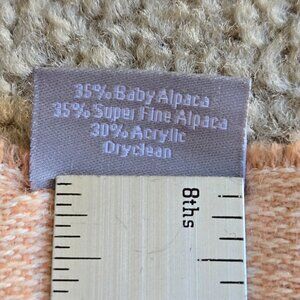 35% Baby Alpaca
35% Super Fine Alpaca
30% Acrylic
Dryclean
8ths